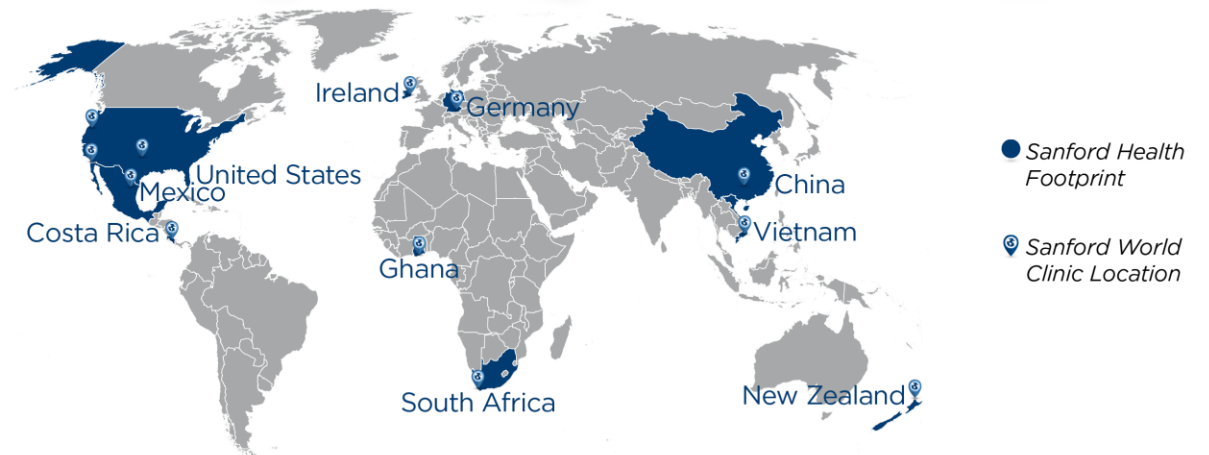 Ireland
Germany
United States
Mexico
China
Costa Rica
Vietnam
Ghana
South Africa
New Zealand
Sanford Health
Footprint
Sanford World
Clinic Location